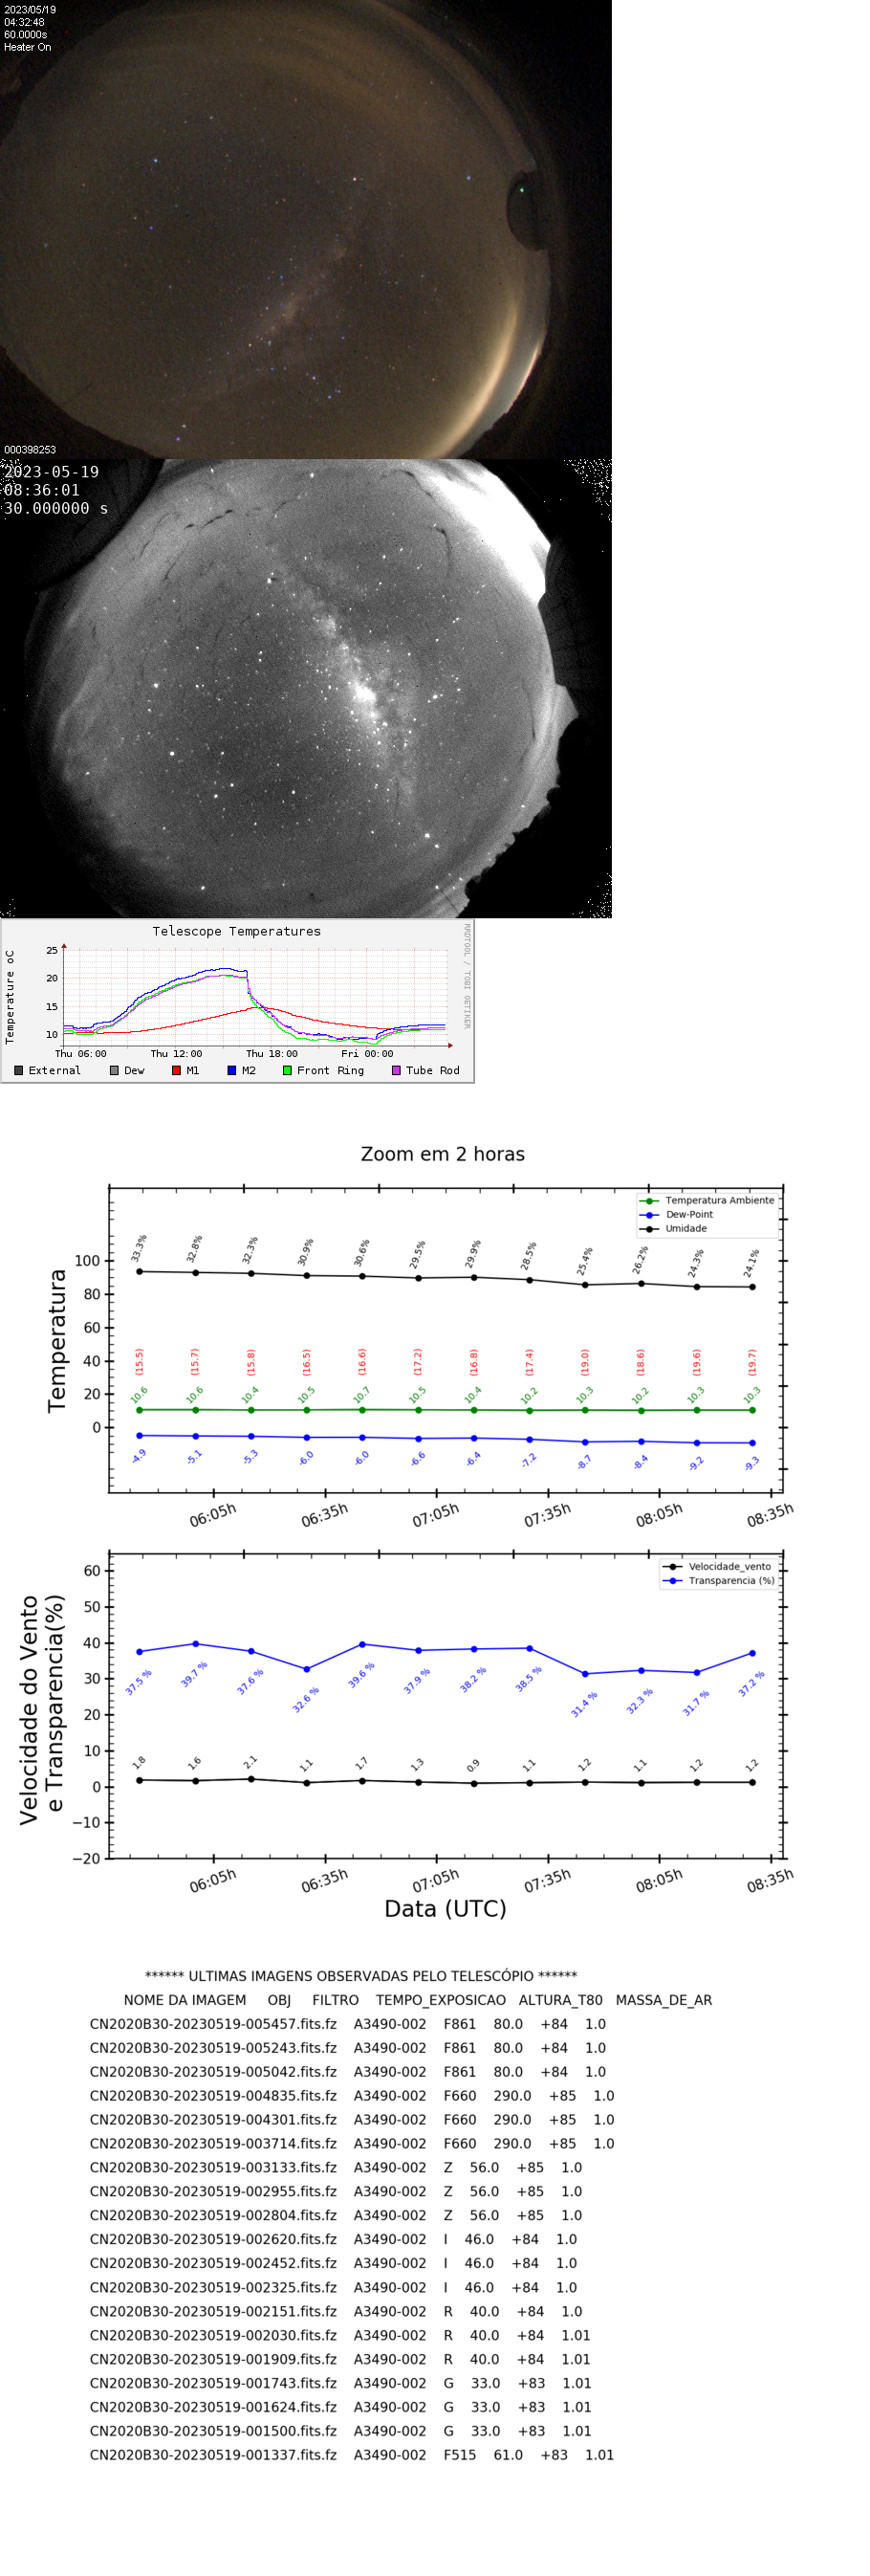 2023/05/19
04:32:48
60.0000s
Heater On
000398253
2023-05-19
08:36:01
30.000000 s
Telescope Temperatures
RRDTOOL / TOBI OETIKER
Temperature oC
25
20
15
10
Thu 06:00 Thu 12:00 Thu 18:00 Fri 00:00
External Dew M1 M2 Front Ring Tube Rod
Zoom em 2 horas
Temperatura Ambiente
Dew-Point
Umidade
Temperatura
100
80
60
40
20
0
33.3% 32.8% 32.3% 30.9% 30.6% 29.5% 29.9% 28.5% 25.4% 26.2% 24.3% 24.1%
(15.5) (15.7) (15.8) (16.5) (16.6) (17.2) (16.8) (17.4) (19.0) (18.6) (19.6) (19.7)
10.6 10.6 10.4 10.5 10.7 10.5 10.4 10.2 10.3 10.2 10.3 10.3
-4.9 -5.1 -5.3 -6.0 -6.0 -6.6 -6.4 -7.2 -8.7 -8.4 -9.2 -9.3
06:05h 06:35h 07:05h 07:35h 08:05h 08:35h
Velocidade_vento
Transparencia (%)
Velocidade do Vento
e Transparencia(%)
60
50
40
30
20
10
0
−10
−20
37.5 % 39.7 % 37.6 % 32.6 % 39.6 % 37.9 % 38.2 % 38.5 % 31.4 % 32.3 % 31.7 % 37.2 %
1.8 1.6 2.1 1.1 1.7 1.3 0.9 1.1 1.2 1.1 1.2 1.2
06:05h 06:35h 07:05h 07:35h 08:05h 08:35h
Data (UTC)
****** ULTIMAS IMAGENS OBSERVADAS PELO TELESCÓPIO ******
NOME DA IMAGEM OBJ FILTRO TEMPO_EXPOSICAO ALTURA_T80 MASSA_DE_AR
CN2020B30-20230519-005457.fits.fz A3490-002 F861 80.0 +84 1.0
CN2020B30-20230519-005243.fits.fz A3490-002 F861 80.0 +84 1.0
CN2020B30-20230519-005042.fits.fz A3490-002 F861 80.0 +84 1.0
CN2020B30-20230519-004835.fits.fz A3490-002 F660 290.0 +85 1.0
CN2020B30-20230519-004301.fits.fz A3490-002 F660 290.0 +85 1.0
CN2020B30-20230519-003714.fits.fz A3490-002 F660 290.0 +85 1.0
CN2020B30-20230519-003133.fits.fz A3490-002 Z 56.0 +85 1.0
CN2020B30-20230519-002955.fits.fz A3490-002 Z 56.0 +85 1.0
CN2020B30-20230519-002804.fits.fz A3490-002 Z 56.0 +85 1.0
CN2020B30-20230519-002620.fits.fz A3490-002 I 46.0 +84 1.0
CN2020B30-20230519-002452.fits.fz A3490-002 I 46.0 +84 1.0
CN2020B30-20230519-002325.fits.fz A3490-002 I 46.0 +84 1.0
CN2020B30-20230519-002151.fits.fz A3490-002 R 40.0 +84 1.0
CN2020B30-20230519-002030.fits.fz A3490-002 R 40.0 +84 1.01
CN2020B30-20230519-001909.fits.fz A3490-002 R 40.0 +84 1.01
CN2020B30-20230519-001743.fits.fz A3490-002 G 33.0 +83 1.01
CN2020B30-20230519-001624.fits.fz A3490-002 G 33.0 +83 1.01
CN2020B30-20230519-001500.fits.fz A3490-002 G 33.0 +83 1.01
CN2020B30-20230519-001337.fits.fz A3490-002 F515 61.0 +83 1.01